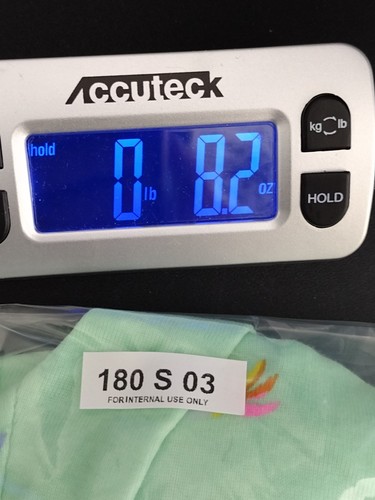 Accuteck
hold 0 lb 8.2 oz
kg lb
HOLD
180 S 03
FOR INTERNAL USE ONLY